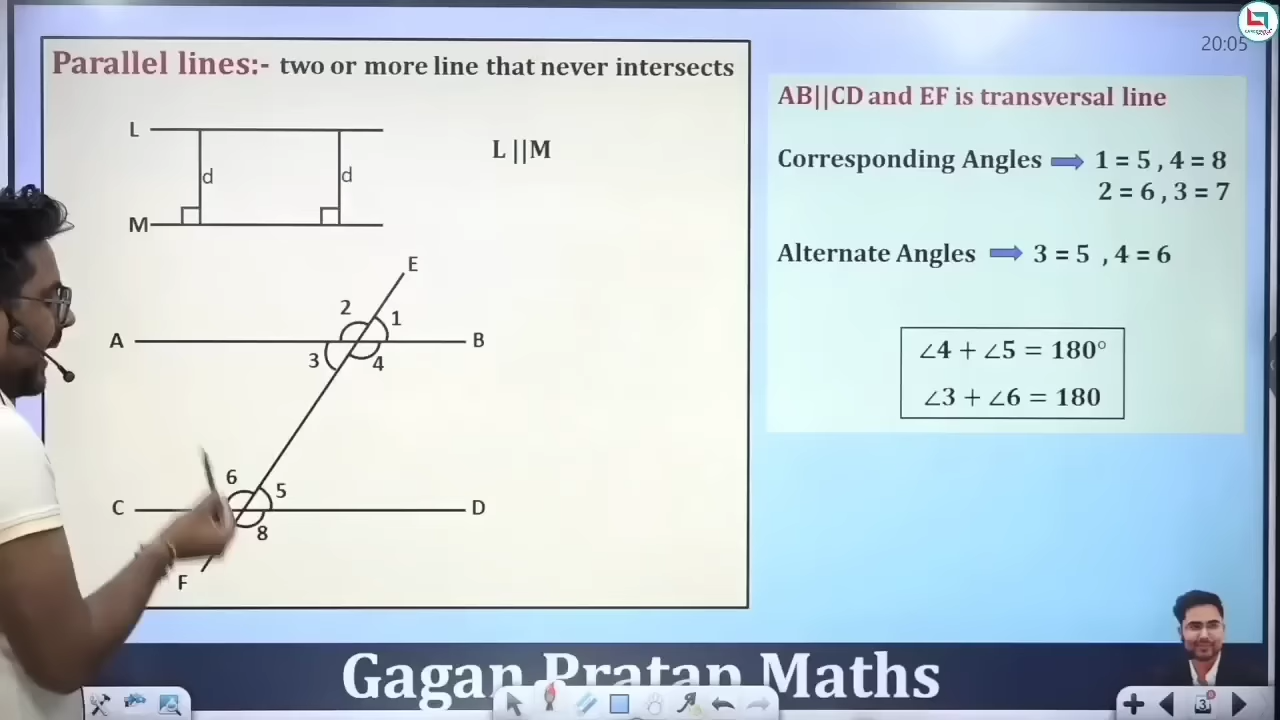 20:05
Parallel lines:- two or more line that never intersects
L
d
d
L ||M
M
E
2
1
A
B
3
4
6
5
C
D
8
F
AB||CD and EF is transversal line
Corresponding Angles 1 = 5 , 4 = 8
2 = 6 , 3 = 7
Alternate Angles 3 = 5 , 4 = 6
∠4 + ∠5 = 180°
∠3 + ∠6 = 180
Gagan Pratap Maths
3